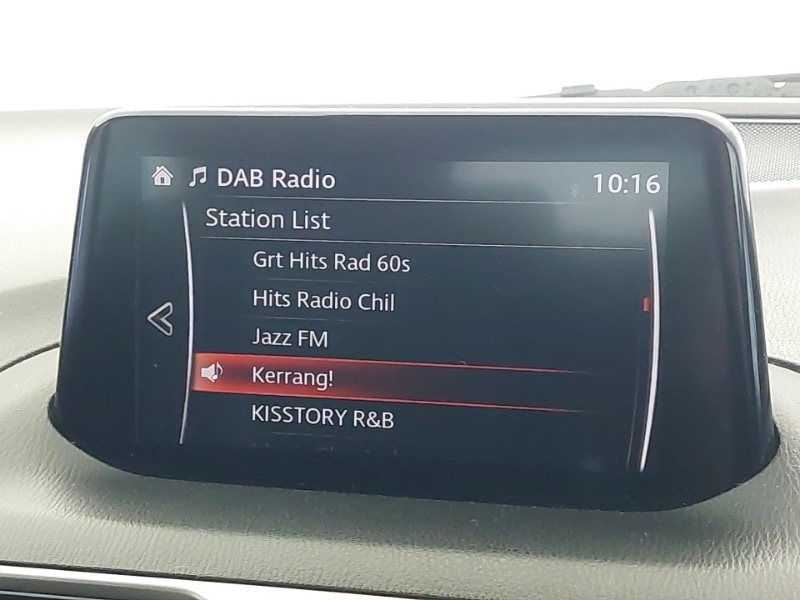 DAB Radio 10:16
Station List
Grt Hits Rad 60s
Hits Radio Chil
Jazz FM
Kerrang!
KISSTORY R&B